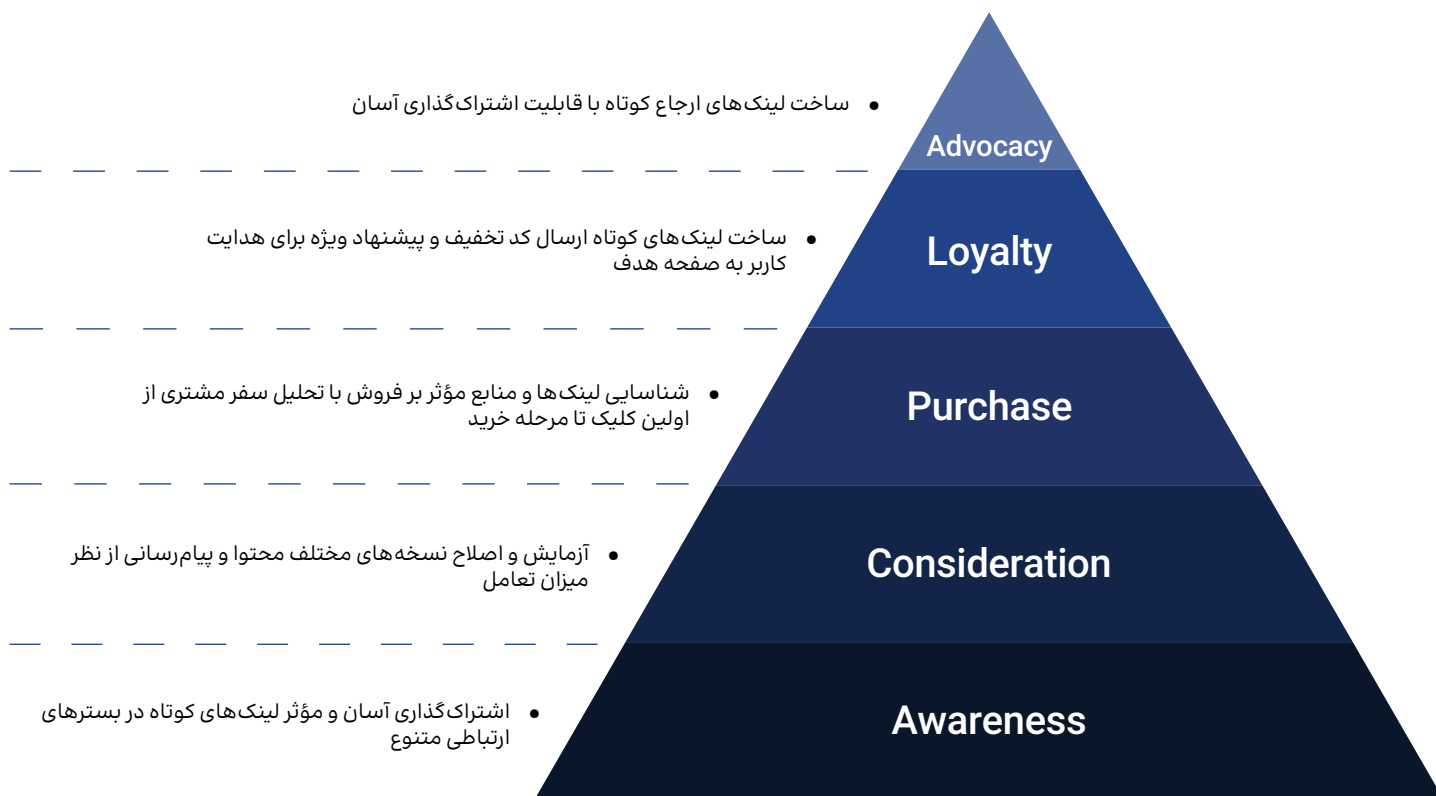 ساخت لینک‌های ارجاع کوتاه با قابلیت اشتراک‌گذاری آسان
Advocacy
ساخت لینک‌های کوتاه ارسال کد تخفیف و پیشنهاد ویژه برای هدایت
کاربر به صفحه هدف
Loyalty
شناسایی لینک‌ها و منابع مؤثر بر فروش با تحلیل سفر مشتری از
اولین کلیک تا مرحله خرید
Purchase
آزمایش و اصلاح نسخه‌های مختلف محتوا و پیام‌رسانی از نظر
میزان تعامل
Consideration
اشتراک‌گذاری آسان و مؤثر لینک‌های کوتاه در بسترهای
ارتباطی متنوع
Awareness